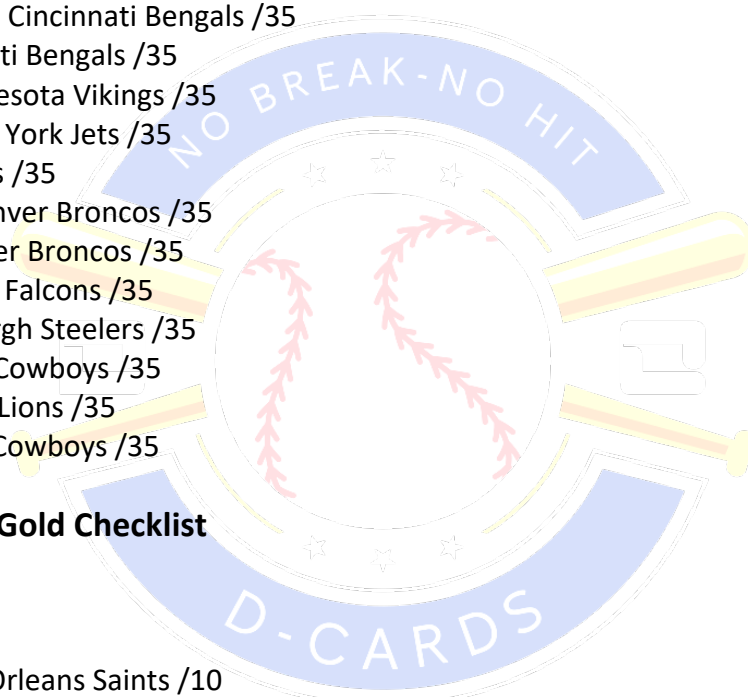 Cincinnati Bengals /35
ti Bengals /35
esota Vikings /35
York Jets /35
s /35
nver Broncos /35
er Broncos /35
Falcons /35
rgh Steelers /35
Cowboys /35
Lions /35
Cowboys /35
Gold Checklist
Orleans Saints /10
NO BREAK-NO HIT
D-CARDS